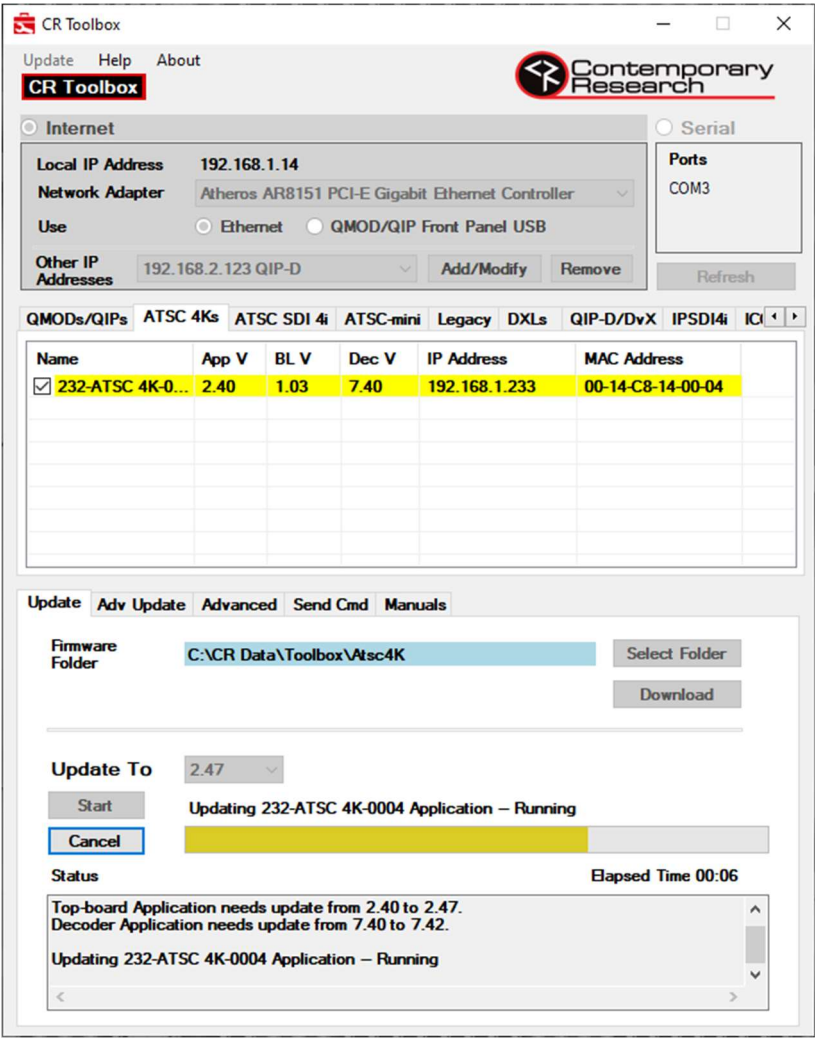 CR Toolbox
Update Help About
CR Toolbox
Contemporary
Research
Internet
Serial
Local IP Address 192.168.1.14
Network Adapter Atheros AR8151 PCI-E Gigabit Ethernet Controller
Use Ethernet QMOD/QIP Front Panel USB
Other IP
Addresses 192.168.2.123 QIP-D Add/Modify Remove
Ports
COM3
Refresh
QMODs/QIPs ATSC 4Ks ATSC SDI 4i ATSC-mini Legacy DXLs QIP-D/DvX IPSDI4i
Name App V BL V Dec V IP Address MAC Address
232-ATSC 4K-0... 2.40 1.03 7.40 192.168.1.233 00-14-C8-14-00-04
Update Adv Update Advanced Send Cmd Manuals
Firmware
Folder C:\CR Data\Toolbox\Atsc4K Select Folder
Download
Update To 2.47
Start Updating 232-ATSC 4K-0004 Application – Running
Cancel
Status Elapsed Time 00:06
Top-board Application needs update from 2.40 to 2.47.
Decoder Application needs update from 7.40 to 7.42.
Updating 232-ATSC 4K-0004 Application – Running